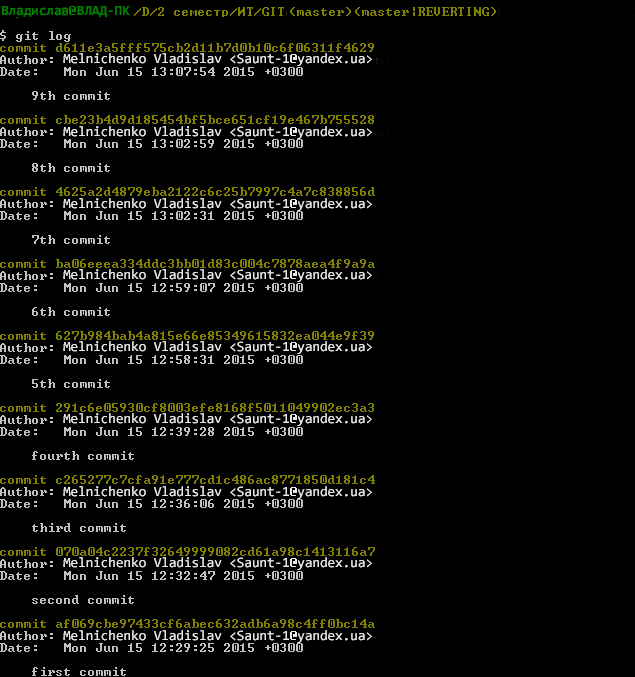 Владислав@ВЛАД-ПК /D/2 семестр/ИТ/GIT (master)(master|REVERTING)
$ git log
commit d611e3a5fff575cb2d11b7d0b10c6f06311f4629
Author: Melnichenko Vladislav <Saunt-1@yandex.ua>
Date:   Mon Jun 15 13:07:54 2015 +0300
9th commit
commit cbe23b4d9d185454bf5bce651cf19e467b755528
Author: Melnichenko Vladislav <Saunt-1@yandex.ua>
Date:   Mon Jun 15 13:02:59 2015 +0300
8th commit
commit 4625a2d4879eba2122c6c25b7997c4a7c838856d
Author: Melnichenko Vladislav <Saunt-1@yandex.ua>
Date:   Mon Jun 15 13:02:31 2015 +0300
7th commit
commit ba06eeea334ddc3bb01d83c004c7878aea4f9a9a
Author: Melnichenko Vladislav <Saunt-1@yandex.ua>
Date:   Mon Jun 15 12:59:07 2015 +0300
6th commit
commit 627b984bab4a815e66e85349615832ea044e9f39
Author: Melnichenko Vladislav <Saunt-1@yandex.ua>
Date:   Mon Jun 15 12:58:31 2015 +0300
5th commit
commit 291c6e05930cf8003efe8168f5011049902ec3a3
Author: Melnichenko Vladislav <Saunt-1@yandex.ua>
Date:   Mon Jun 15 12:39:28 2015 +0300
fourth commit
commit c265277c7cfa91e777cd1c486ac8771850d181c4
Author: Melnichenko Vladislav <Saunt-1@yandex.ua>
Date:   Mon Jun 15 12:36:06 2015 +0300
third commit
commit 070a04c2237f32649999082cd61a98c1413116a7
Author: Melnichenko Vladislav <Saunt-1@yandex.ua>
Date:   Mon Jun 15 12:32:47 2015 +0300
second commit
commit af069cbe97433cf6abec632adb6a98c4ff0bc14a
Author: Melnichenko Vladislav <Saunt-1@yandex.ua>
Date:   Mon Jun 15 12:29:25 2015 +0300
first commit